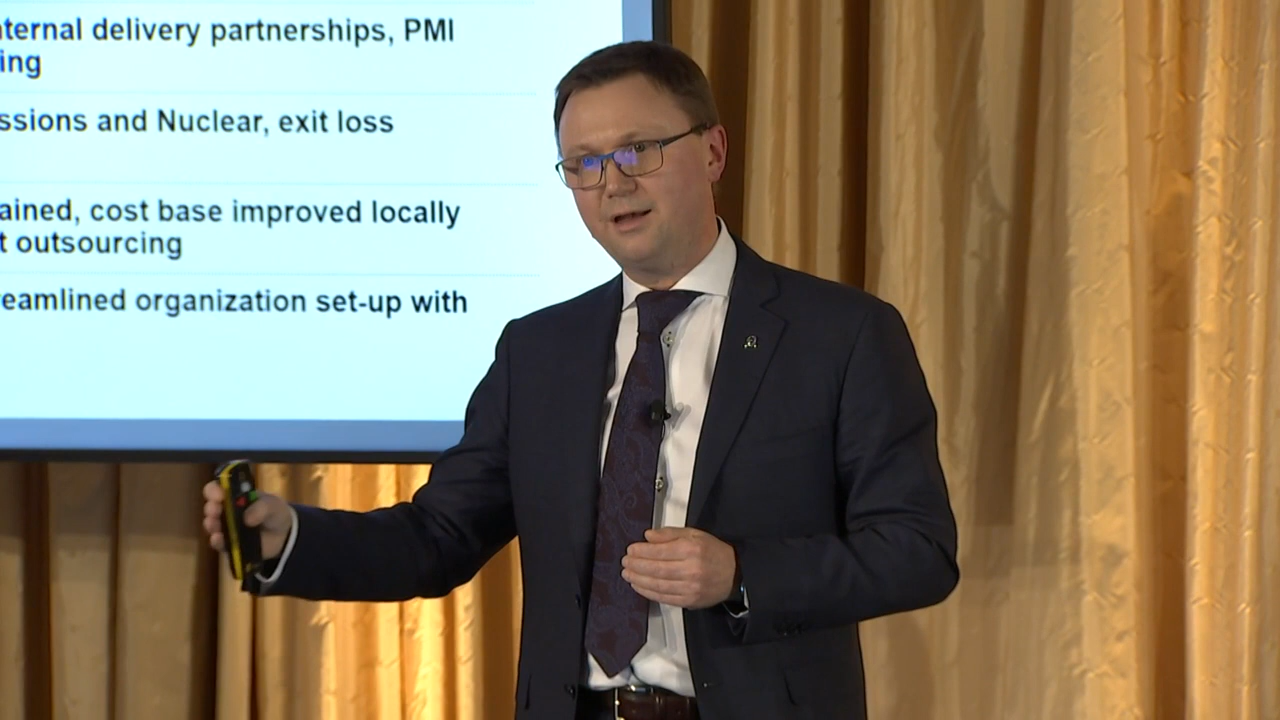 nternal delivery partnerships, PMI
ing
ssions and Nuclear, exit loss
ained, cost base improved locally
t outsourcing
reamlined organization set-up with